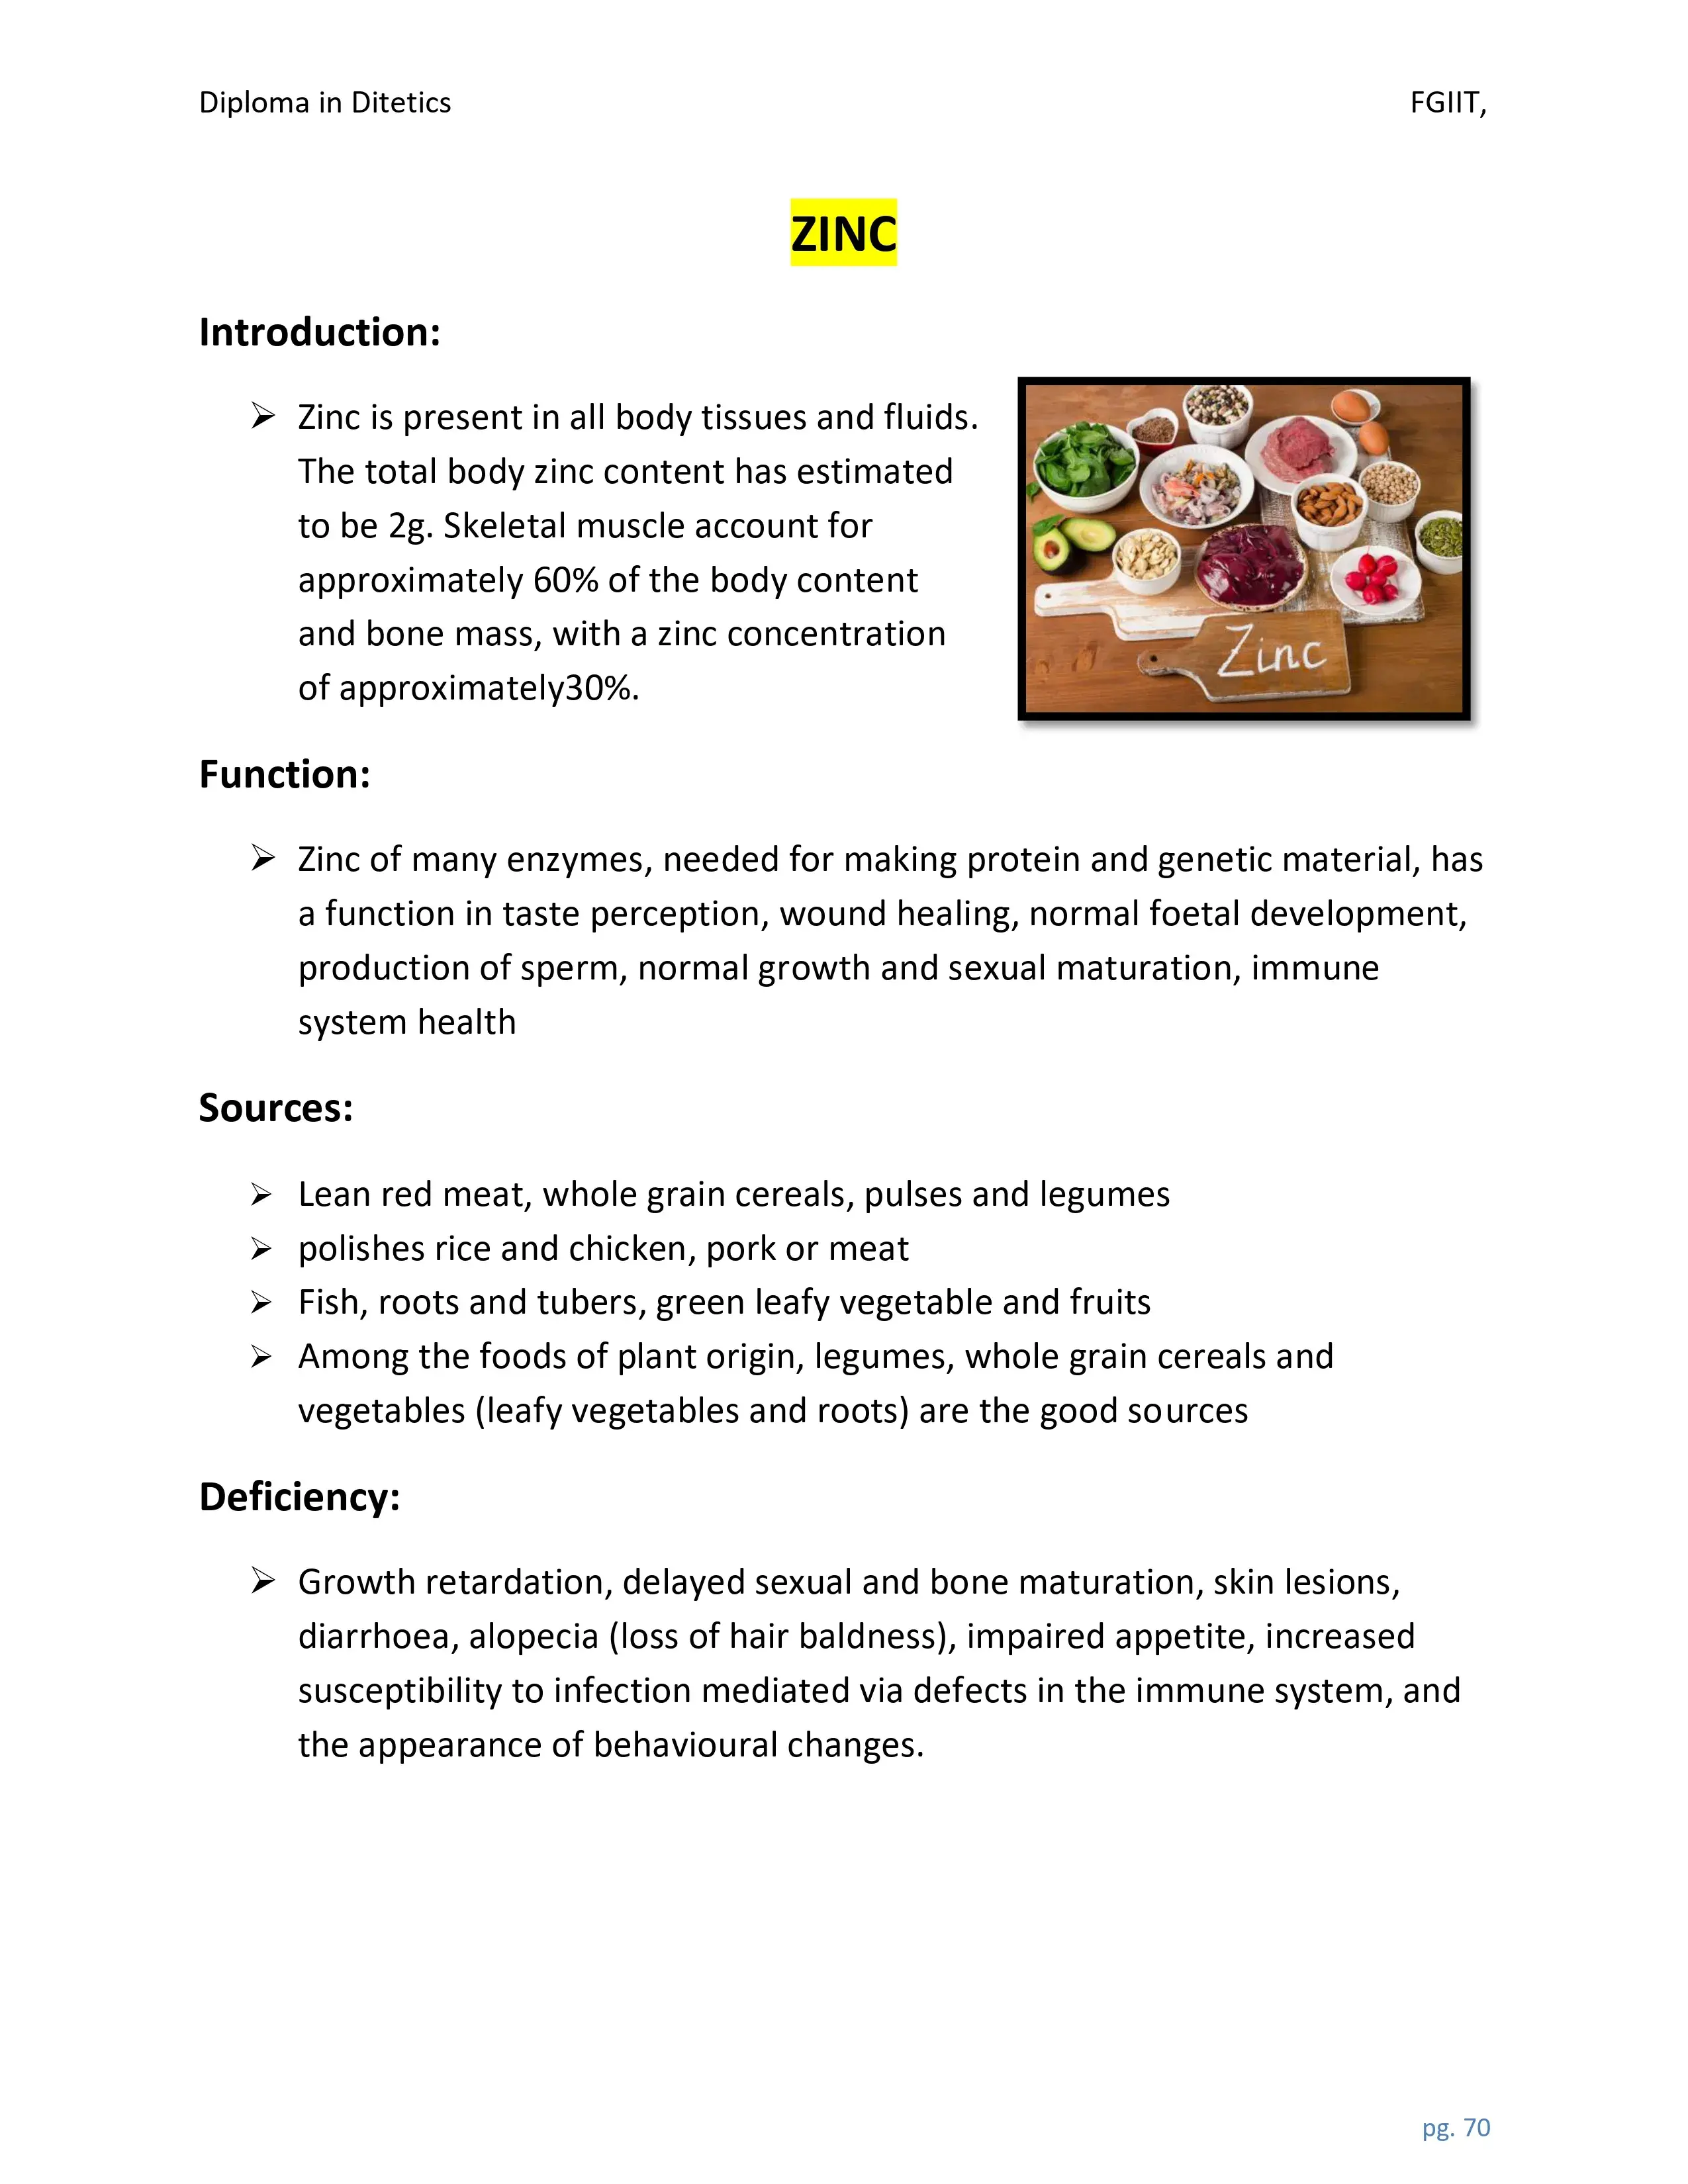 Diploma in Ditetics FGIIT,
ZINC
Introduction:
➢ Zinc is present in all body tissues and fluids.
The total body zinc content has estimated
to be 2g. Skeletal muscle account for
approximately 60% of the body content
and bone mass, with a zinc concentration
of approximately30%.
Zinc
Function:
➢ Zinc of many enzymes, needed for making protein and genetic material, has
a function in taste perception, wound healing, normal foetal development,
production of sperm, normal growth and sexual maturation, immune
system health
Sources:
➢ Lean red meat, whole grain cereals, pulses and legumes
➢ polishes rice and chicken, pork or meat
➢ Fish, roots and tubers, green leafy vegetable and fruits
➢ Among the foods of plant origin, legumes, whole grain cereals and
vegetables (leafy vegetables and roots) are the good sources
Deficiency:
➢ Growth retardation, delayed sexual and bone maturation, skin lesions,
diarrhoea, alopecia (loss of hair baldness), impaired appetite, increased
susceptibility to infection mediated via defects in the immune system, and
the appearance of behavioural changes.
pg. 70